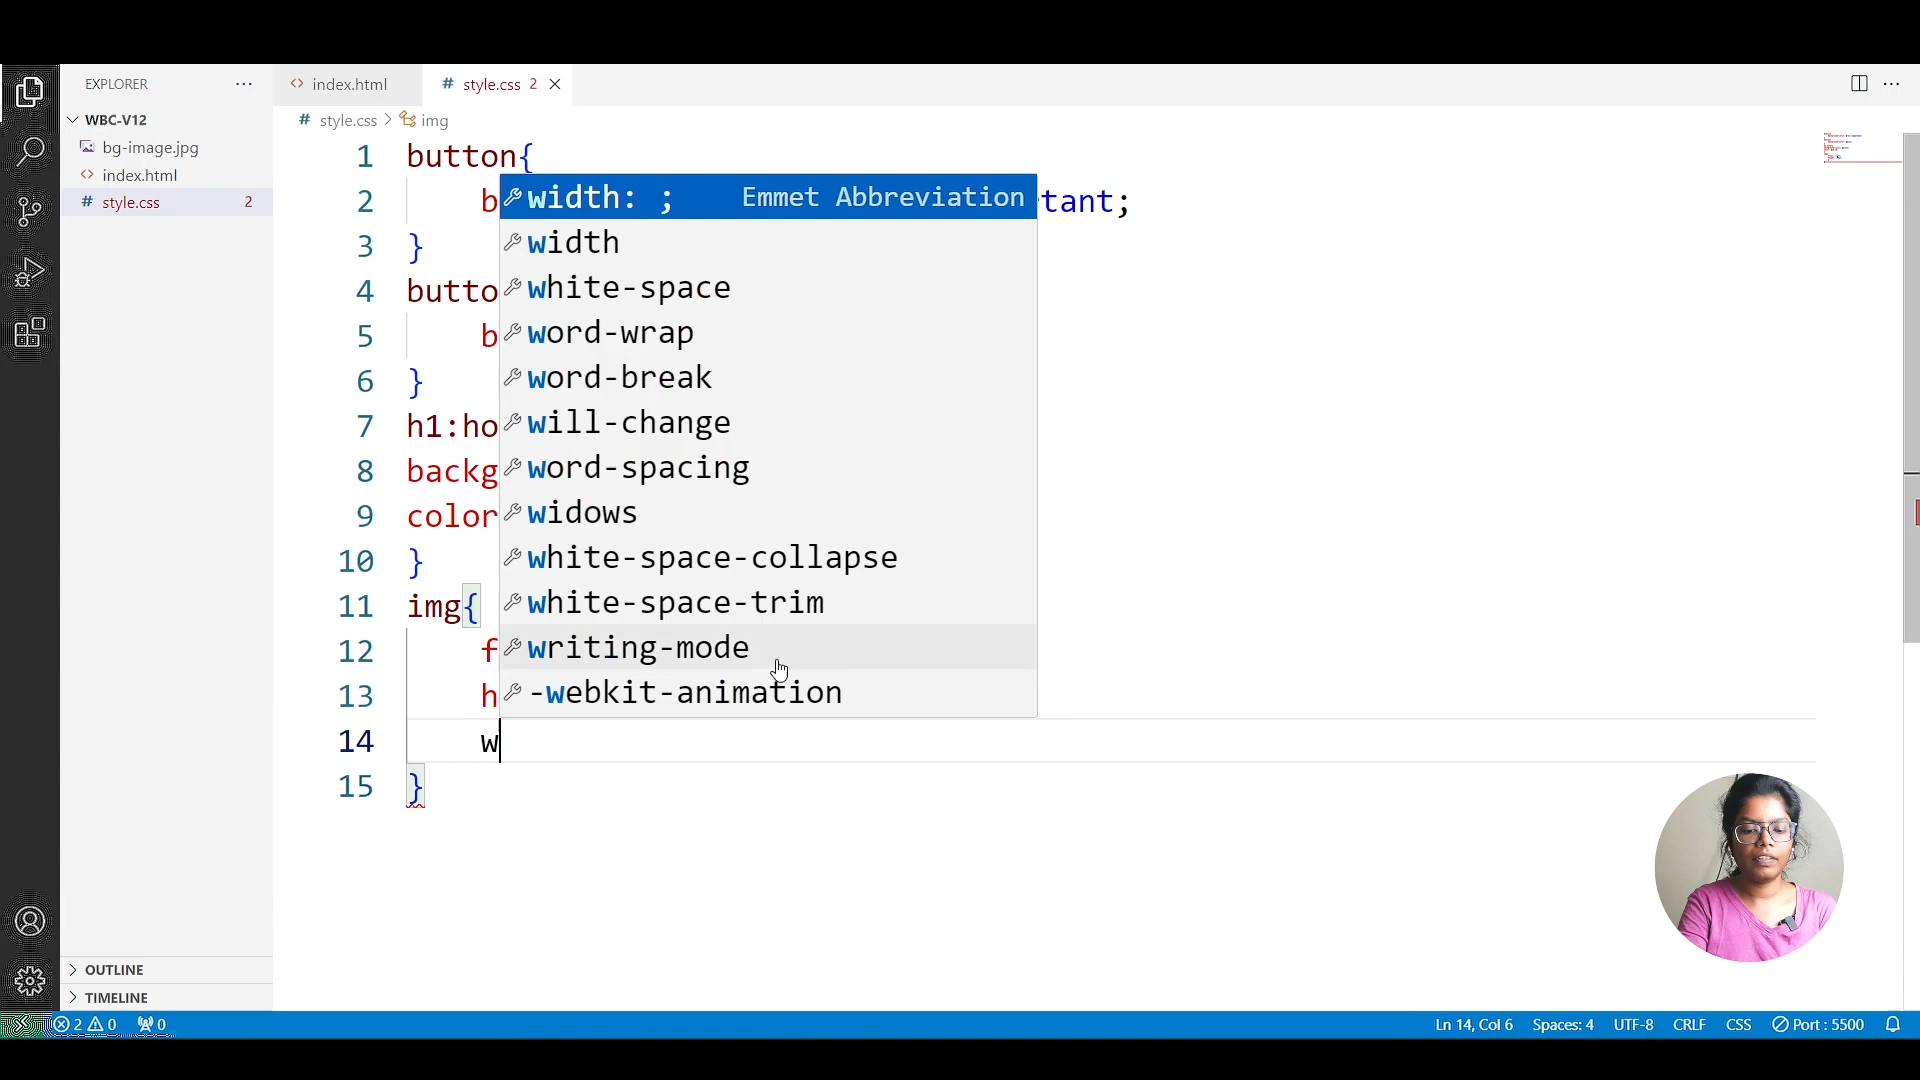 EXPLORER
index.html
# style.css 2
WBC-V12
bg-image.jpg
index.html
# style.css 2
# style.css > img
1 button{
2 b tant;
3 }
4 butto
5 b
6 }
7 h1:ho
8 backg
9 color
10 }
11 img{
12 f
13 h
14 w
15 }
width: ; Emmet Abbreviation
width
white-space
word-wrap
word-break
will-change
word-spacing
widows
white-space-collapse
white-space-trim
writing-mode
-webkit-animation
OUTLINE
TIMELINE
2 0 0
Ln 14, Col 6 Spaces: 4 UTF-8 CRLF CSS Port : 5500